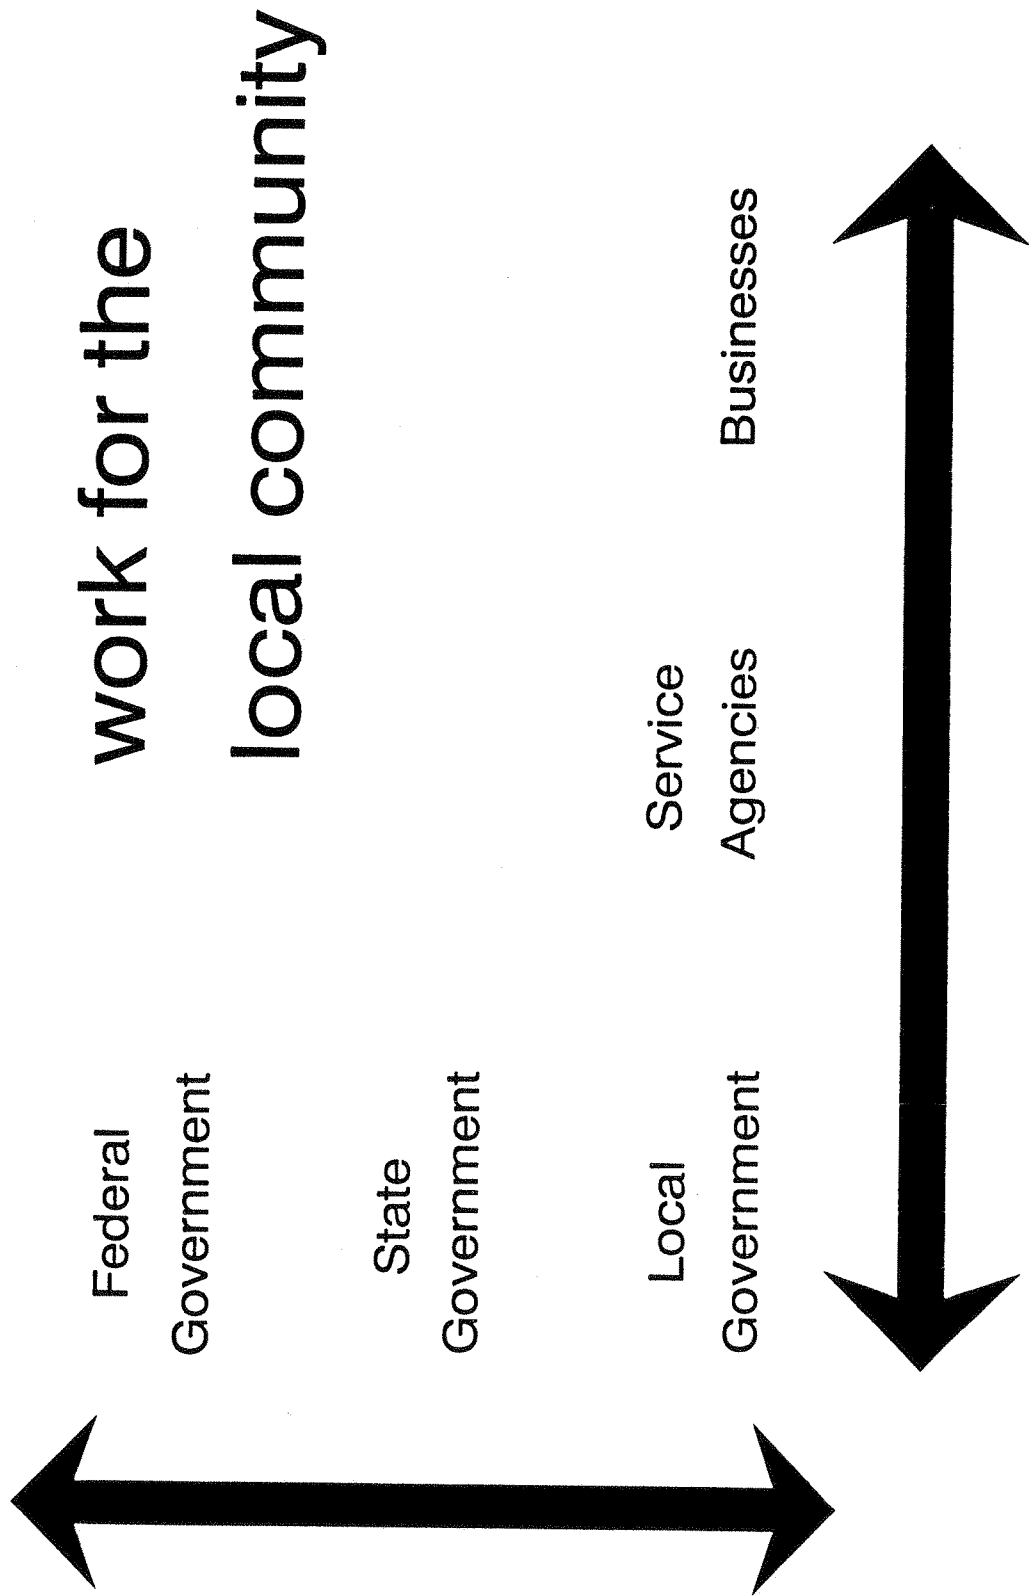 work for the
local community
Federal
Government
State
Government
Local
Government
Service
Agencies
Businesses